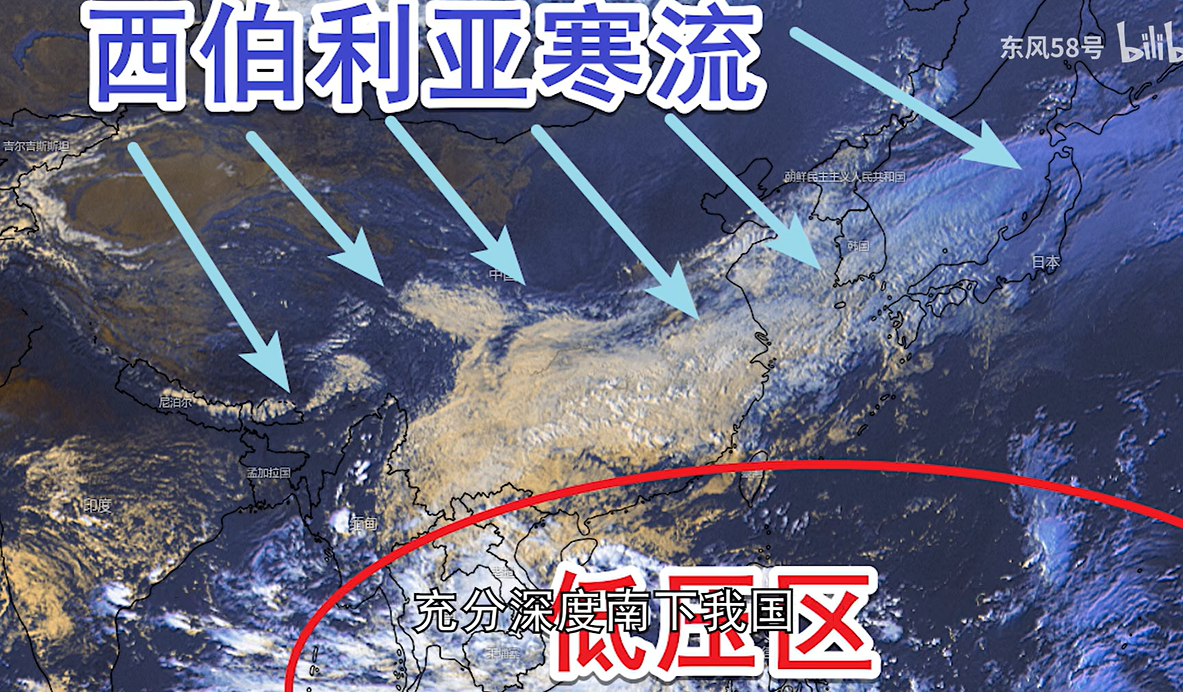 西伯利亚寒流
东风58号 bilib
吉尔吉斯斯坦
朝鲜民主主义人民共和国
韩国
日本
中国
尼泊尔
孟加拉国
印度
缅甸
低压区
充分深度南下我国